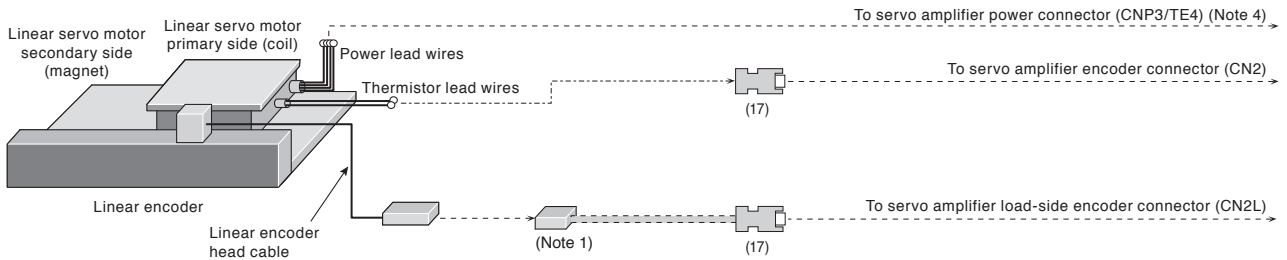 To servo amplifier power connector (CNP3/TE4) (Note 4)
Linear servo motor
secondary side
(magnet)
Linear servo motor
primary side (coil)
Power lead wires
Thermistor lead wires
To servo amplifier encoder connector (CN2)
(17)
Linear encoder
Linear encoder
head cable
(Note 1)
To servo amplifier load-side encoder connector (CN2L)
(17)